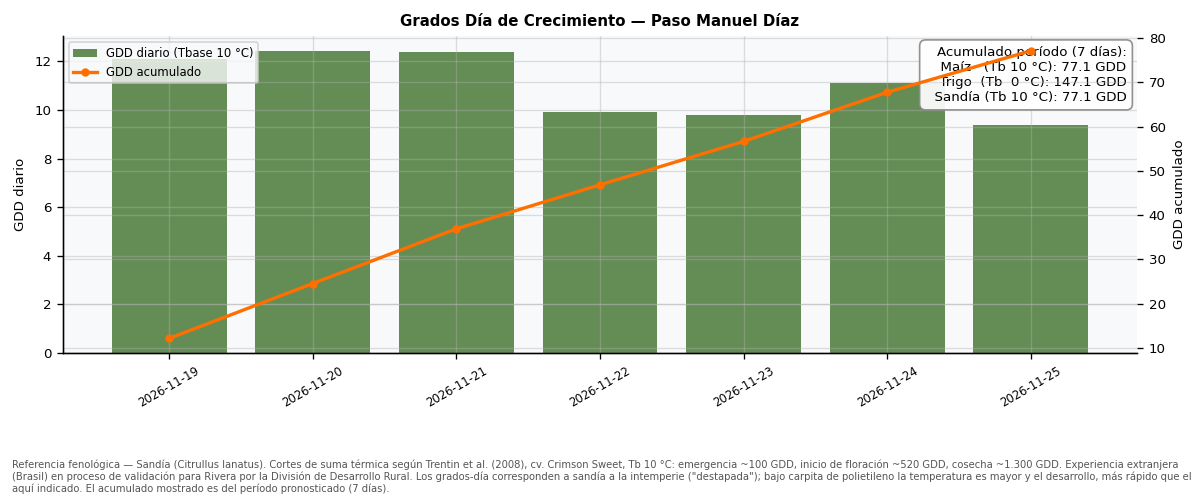 Grados Día de Crecimiento — Paso Manuel Díaz
GDD diario (Tbase 10 °C)
GDD acumulado
Acumulado período (7 días):
Maíz (Tb 10 °C): 77.1 GDD
Trigo (Tb 0 °C): 147.1 GDD
Sandía (Tb 10 °C): 77.1 GDD
GDD diario
12
10
8
6
4
2
0
80
70
60
50
40
30
20
10
GDD acumulado
2026-11-19
2026-11-20
2026-11-21
2026-11-22
2026-11-23
2026-11-24
2026-11-25
Referencia fenológica — Sandía (Citrullus lanatus). Cortes de suma térmica según Trentin et al. (2008), cv. Crimson Sweet, Tb 10 °C: emergencia ~100 GDD, inicio de floración ~520 GDD, cosecha ~1.300 GDD. Experiencia extranjera
(Brasil) en proceso de validación para Rivera por la División de Desarrollo Rural. Los grados-día corresponden a sandía a la intemperie ("destapada"); bajo carpita de polietileno la temperatura es mayor y el desarrollo, más rápido que el
aquí indicado. El acumulado mostrado es del período pronosticado (7 días).